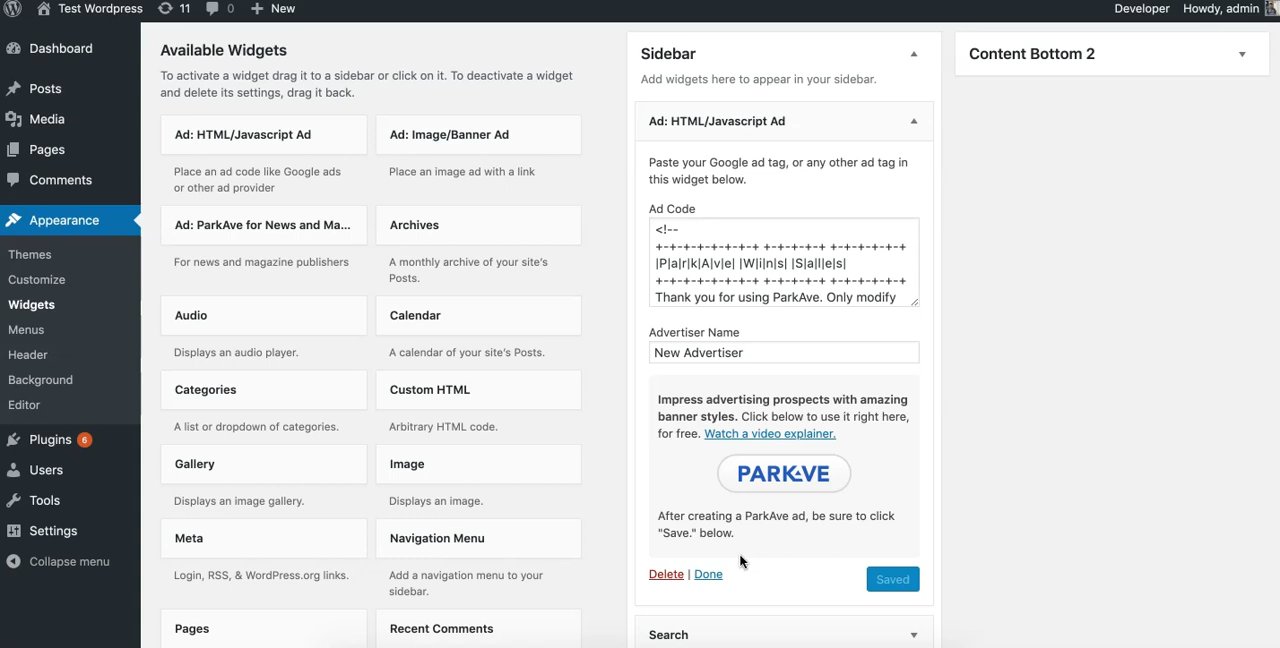 Test Wordpress 11 0 New Developer Howdy, admin
Dashboard
Posts
Media
Pages
Comments
Appearance
Themes
Customize
Widgets
Menus
Header
Background
Editor
Plugins 6
Users
Tools
Settings
Collapse menu
Available Widgets
To activate a widget drag it to a sidebar or click on it. To deactivate a widget
and delete its settings, drag it back.
Ad: HTML/Javascript Ad
Place an ad code like Google ads
or other ad provider
Ad: Image/Banner Ad
Place an image ad with a link
Ad: ParkAve for News and Ma...
For news and magazine publishers
Archives
A monthly archive of your site's
Posts.
Audio
Displays an audio player.
Calendar
A calendar of your site's Posts.
Categories
A list or dropdown of categories.
Custom HTML
Arbitrary HTML code.
Gallery
Displays an image gallery.
Image
Displays an image.
Meta
Login, RSS, & WordPress.org links.
Navigation Menu
Add a navigation menu to your
sidebar.
Pages
Recent Comments
Sidebar
Add widgets here to appear in your sidebar.
Ad: HTML/Javascript Ad
Paste your Google ad tag, or any other ad tag in
this widget below.
Ad Code
<!--
+-+-+-+-+-+-+-+ +-+-+-+-+ +-+-+-+-+-+
|P|a|r|k|A|v|e| |W|i|n|s| |S|a|l|e|s|
+-+-+-+-+-+-+-+ +-+-+-+-+ +-+-+-+-+-+
Thank you for using ParkAve. Only modify
Advertiser Name
New Advertiser
Impress advertising prospects with amazing
banner styles. Click below to use it right here,
for free. Watch a video explainer.
PARKAVE
After creating a ParkAve ad, be sure to click
"Save." below.
Delete | Done
Saved
Search
Content Bottom 2